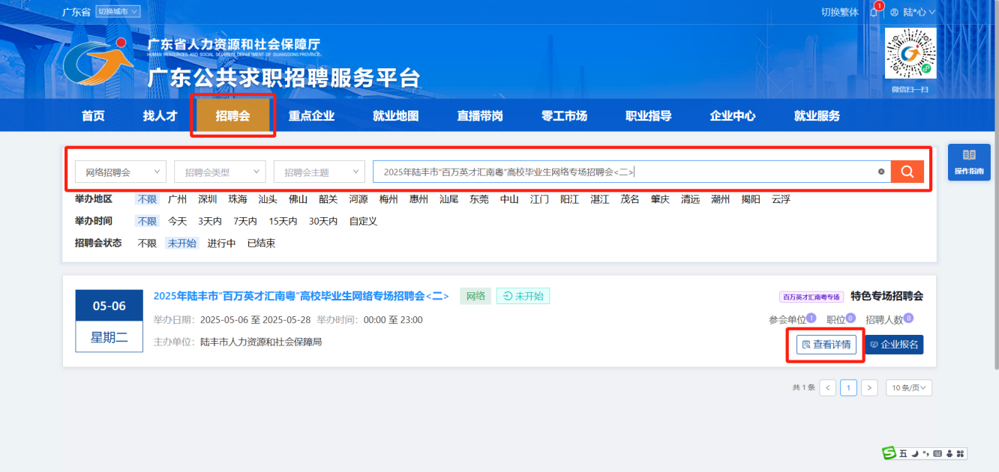 广东省 切换城市
切换繁体 1 陆*心
广东省人力资源和社会保障厅
HUMAN RESOURCES AND SOCIAL SECURITY DEPARTMENT OF GUANGDONG PROVINCE
广东公共求职招聘服务平台
微信扫一扫
首页 找人才 招聘会 重点企业 就业地图 直播带岗 零工市场 职业指导 企业中心 就业服务
操作指南
网络招聘会 招聘会类型 招聘会主题 2025年陆丰市“百万英才汇南粤”高校毕业生网络专场招聘会<二>
举办地区 不限 广州 深圳 珠海 汕头 佛山 韶关 河源 梅州 惠州 汕尾 东莞 中山 江门 阳江 湛江 茂名 肇庆 清远 潮州 揭阳 云浮
举办时间 不限 今天 3天内 7天内 15天内 30天内 自定义
招聘会状态 不限 未开始 进行中 已结束
05-06
星期二
2025年陆丰市“百万英才汇南粤”高校毕业生网络专场招聘会<二> 网络 未开始
举办日期: 2025-05-06 至 2025-05-28 举办时间: 00:00 至 23:00
主办单位: 陆丰市人力资源和社会保障局
百万英才汇南粤专场 特色专场招聘会
参会单位1 职位0 招聘人数0
查看详情 企业报名
共 1 条 < 1 > 10 条/页
五